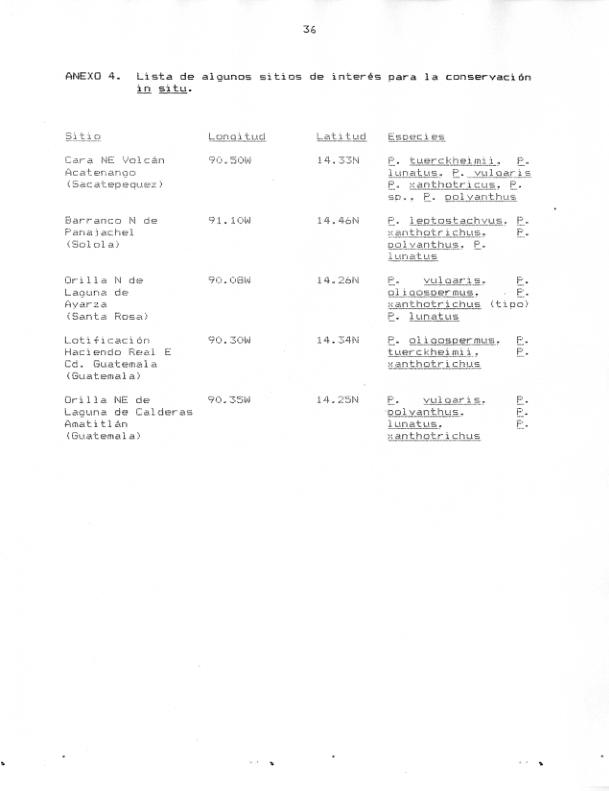 36
ANEXO 4. Lista de algunos sitios de interés para la conservación
in situ.
Sitio Longitud Latitud Especies
Cara NE Volcán 90.50W 14.33N P. tuerckheimii, P.
Acatenango lunatus, P. vulgaris
(Sacatepequez) P. xanthotricus, P.
sp., P. polyanthus
Barranco N de 91.10W 14.46N P. leptostachyus, P.
Panajachel xanthotrichus, P.
(Solola) polyanthus, P.
lunatus
Orilla N de 90.08W 14.26N P. vulgaris, P.
Laguna de oligospermus, P.
Ayarza xanthotrichus (tipo)
(Santa Rosa) P. lunatus
Lotificación 90.30W 14.34N P. oligospermus, P.
Haciendo Real E tuerckheimii, P.
Cd. Guatemala xanthotrichus
(Guatemala)
Orilla NE de 90.35W 14.25N P. vulgaris, P.
Laguna de Calderas polyanthus, P.
Amatitlán lunatus, P.
(Guatemala) xanthotrichus